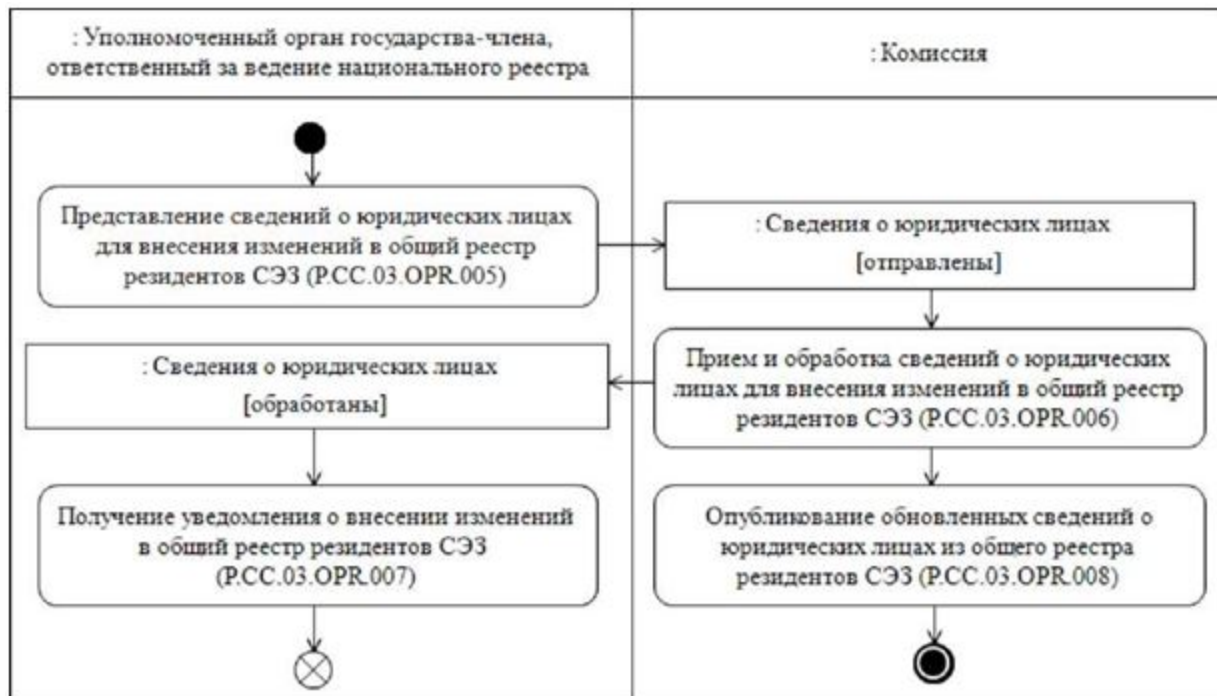 : Уполномоченный орган государства-члена,
ответственный за ведение национального реестра
: Комиссия
Представление сведений о юридических лицах
для внесения изменений в общий реестр
резидентов СЭЗ (P.CC.03.OPR.005)
: Сведения о юридических лицах
[отправлены]
Прием и обработка сведений о юридических
лицах для внесения изменений в общий реестр
резидентов СЭЗ (P.CC.03.OPR.006)
: Сведения о юридических лицах
[обработаны]
Получение уведомления о внесении изменений
в общий реестр резидентов СЭЗ
(P.CC.03.OPR.007)
Опубликование обновленных сведений о
юридических лицах из общего реестра
резидентов СЭЗ (P.CC.03.OPR.008)